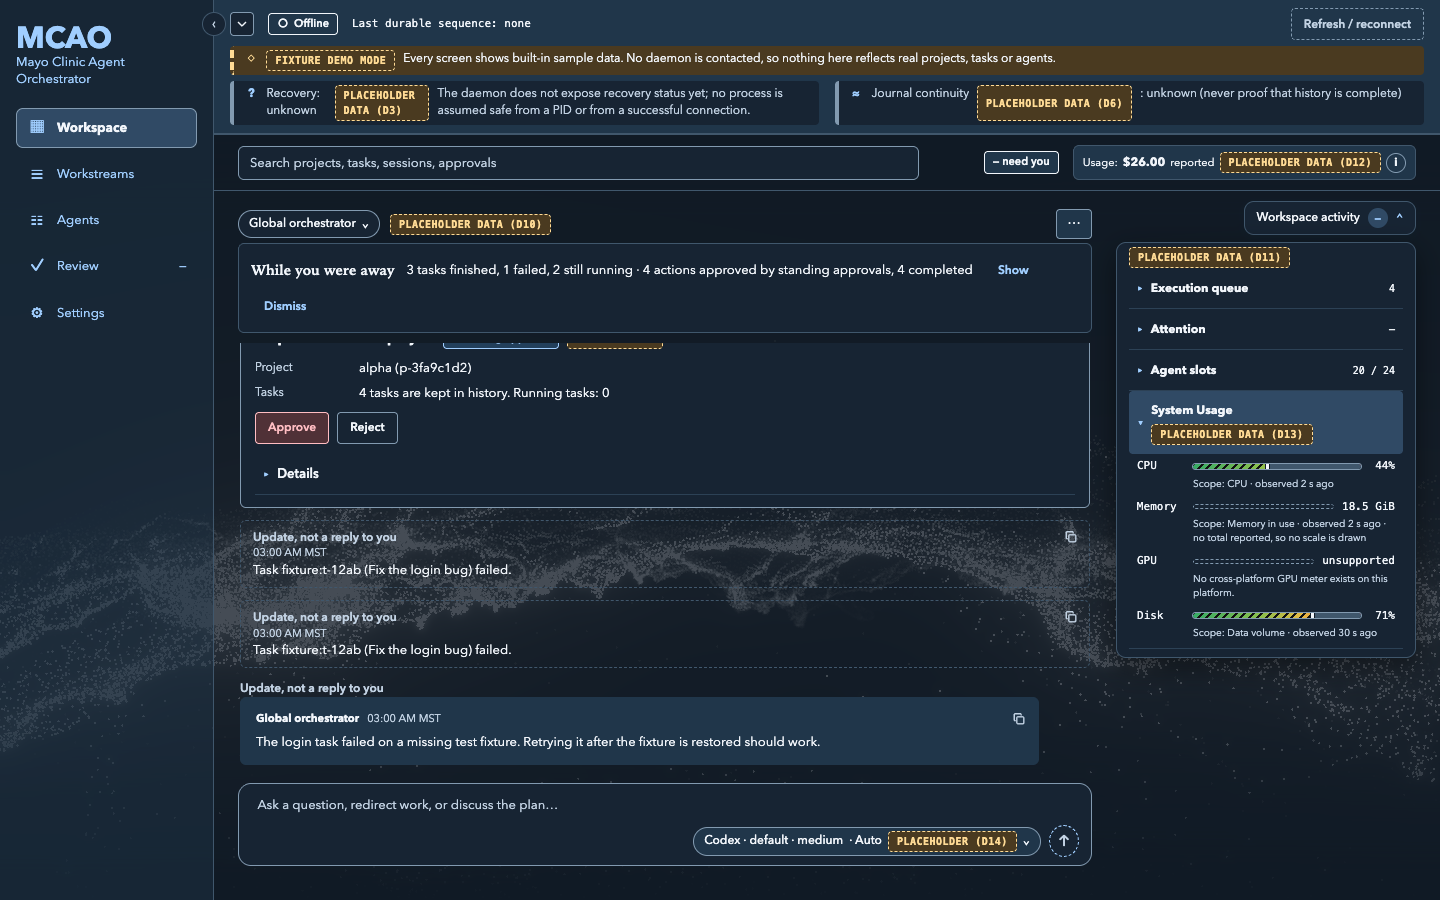 MCAO
Mayo Clinic Agent
Orchestrator
Workspace
Workstreams
Agents
Review –
Settings
Offline
Last durable sequence: none
Refresh / reconnect
FIXTURE DEMO MODE Every screen shows built-in sample data. No daemon is contacted, so nothing here reflects real projects, tasks or agents.
? Recovery:
unknown
PLACEHOLDER
DATA (D3)
The daemon does not expose recovery status yet; no process is
assumed safe from a PID or from a successful connection.
≈ Journal continuity PLACEHOLDER DATA (D6) : unknown (never proof that history is complete)
Search projects, tasks, sessions, approvals
– need you
Usage: $26.00 reported PLACEHOLDER DATA (D12) i
Global orchestrator PLACEHOLDER DATA (D10) ...
While you were away 3 tasks finished, 1 failed, 2 still running · 4 actions approved by standing approvals, 4 completed Show
Dismiss
Project alpha (p-3fa9c1d2)
Tasks 4 tasks are kept in history. Running tasks: 0
Approve Reject
Details
Update, not a reply to you
03:00 AM MST
Task fixture:t-12ab (Fix the login bug) failed.
Update, not a reply to you
03:00 AM MST
Task fixture:t-12ab (Fix the login bug) failed.
Update, not a reply to you
Global orchestrator 03:00 AM MST
The login task failed on a missing test fixture. Retrying it after the fixture is restored should work.
Ask a question, redirect work, or discuss the plan…
Codex · default · medium · Auto PLACEHOLDER (D14)
Workspace activity –
PLACEHOLDER DATA (D11)
Execution queue 4
Attention –
Agent slots 20 / 24
System Usage
PLACEHOLDER DATA (D13)
CPU 44%
Scope: CPU · observed 2 s ago
Memory 18.5 GiB
Scope: Memory in use · observed 2 s ago ·
no total reported, so no scale is drawn
GPU unsupported
No cross-platform GPU meter exists on this
platform.
Disk 71%
Scope: Data volume · observed 30 s ago